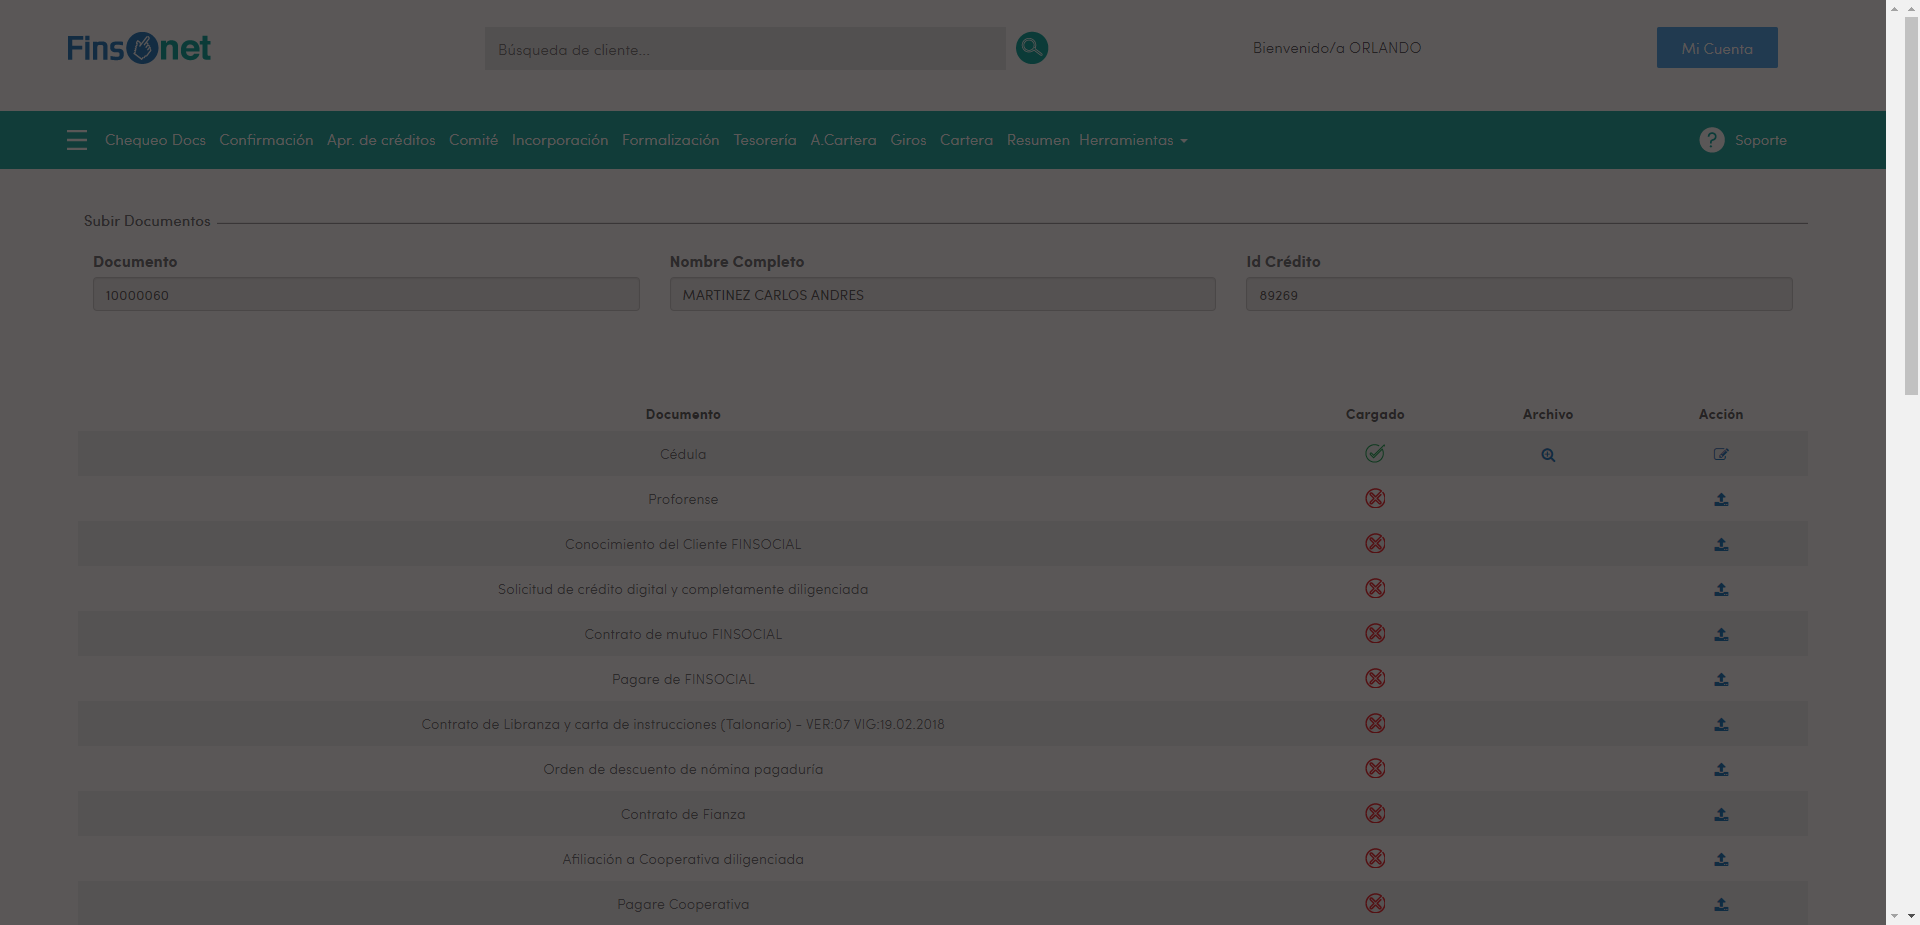 Finsonet
Búsqueda de cliente...
Bienvenido/a ORLANDO
Mi Cuenta
Chequeo Docs Confirmación Apr. de créditos Comité Incorporación Formalización Tesorería A.Cartera Giros Cartera Resumen Herramientas
? Soporte
Subir Documentos
Documento Nombre Completo Id Crédito
10000060 MARTINEZ CARLOS ANDRES 89269
Documento Cargado Archivo Acción
Cédula
Proforense
Conocimiento del Cliente FINSOCIAL
Solicitud de crédito digital y completamente diligenciada
Contrato de mutuo FINSOCIAL
Pagare de FINSOCIAL
Contrato de Libranza y carta de instrucciones (Talonario) - VER:07 VIG:19.02.2018
Orden de descuento de nómina pagaduría
Contrato de Fianza
Afiliación a Cooperativa diligenciada
Pagare Cooperativa